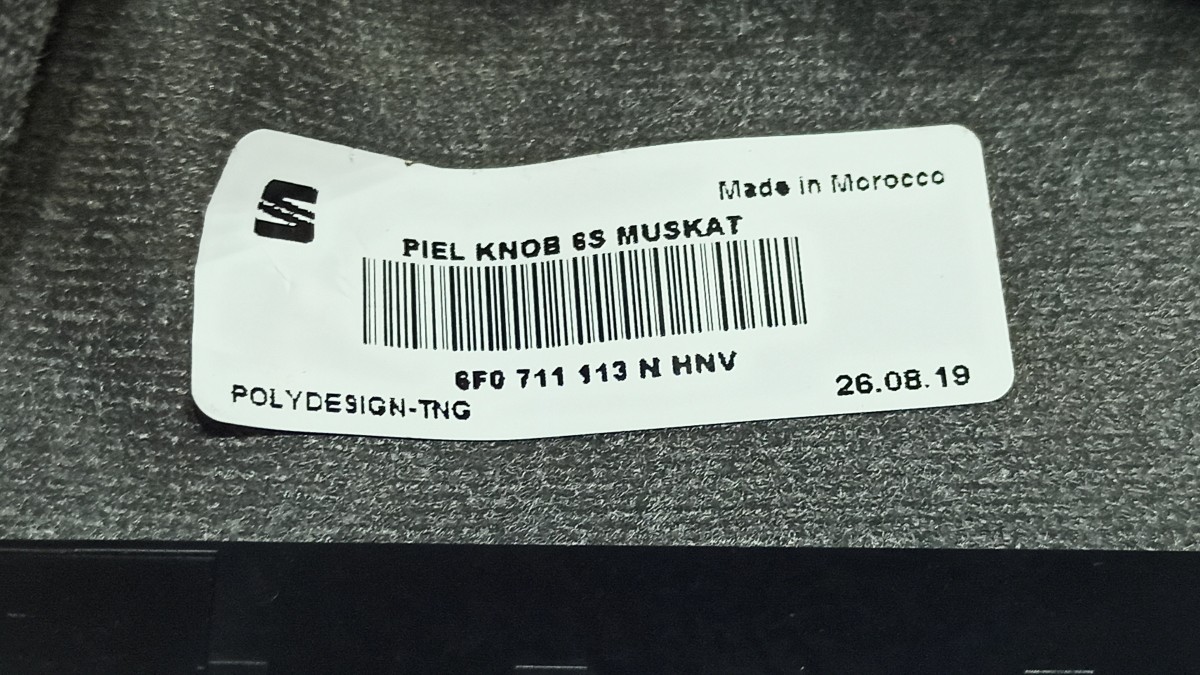 Made in Morocco
PIEL KNOB 6S MUSKAT
6F0 711 113 N HNV
POLYDESIGN-TNG
26.08.19